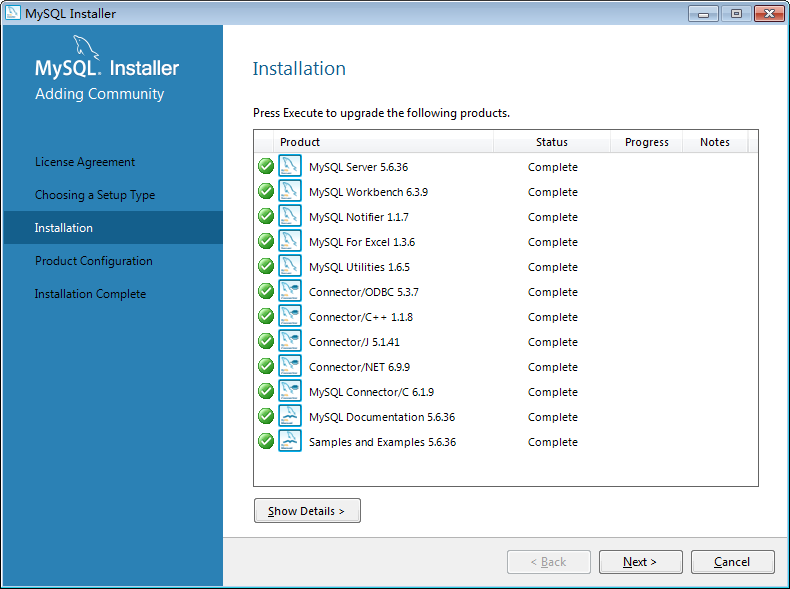 MySQL Installer
MySQL. Installer
Adding Community
License Agreement
Choosing a Setup Type
Installation
Product Configuration
Installation Complete
Installation
Press Execute to upgrade the following products.
Product Status Progress Notes
MySQL Server 5.6.36 Complete
MySQL Workbench 6.3.9 Complete
MySQL Notifier 1.1.7 Complete
MySQL For Excel 1.3.6 Complete
MySQL Utilities 1.6.5 Complete
Connector/ODBC 5.3.7 Complete
Connector/C++ 1.1.8 Complete
Connector/J 5.1.41 Complete
Connector/NET 6.9.9 Complete
MySQL Connector/C 6.1.9 Complete
MySQL Documentation 5.6.36 Complete
Samples and Examples 5.6.36 Complete
Show Details >
< Back Next > Cancel